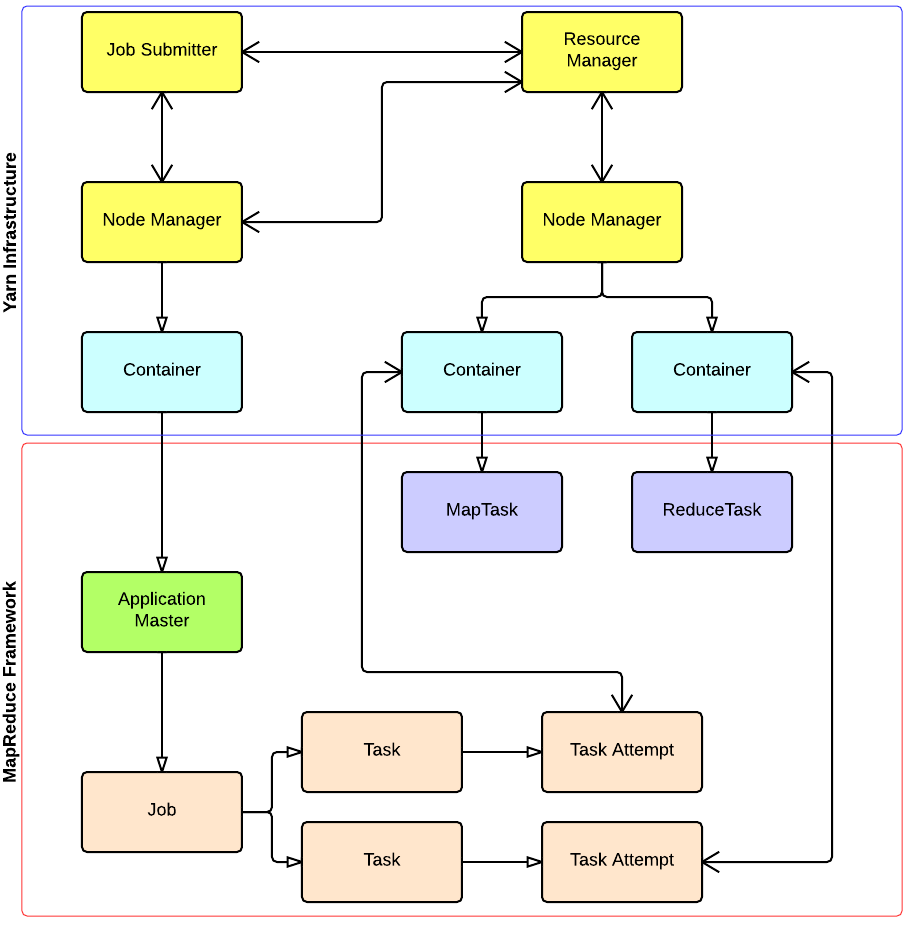 Yarn Infrastructure
Job Submitter
Resource
Manager
Node Manager
Node Manager
Container
Container
Container
MapReduce Framework
MapTask
ReduceTask
Application
Master
Task
Task Attempt
Job
Task
Task Attempt